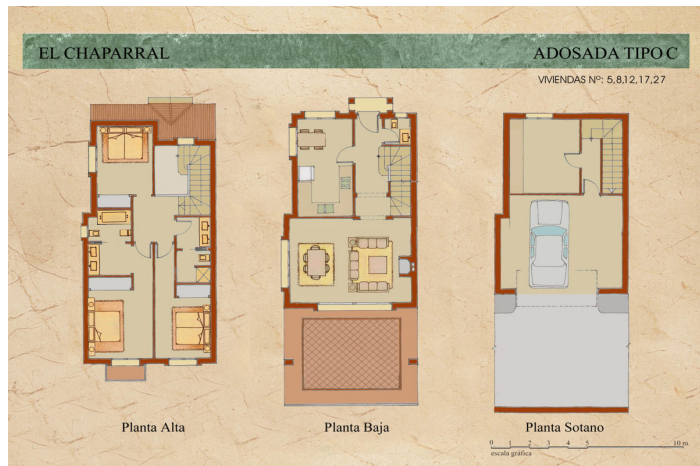 EL CHAPARRAL
ADOSADA TIPO C
VIVIENDAS Nº: 5,8,12,17,27
Planta Alta
Planta Baja
Planta Sotano
0 1 2 3 4 5 10 m.
escala gráfica